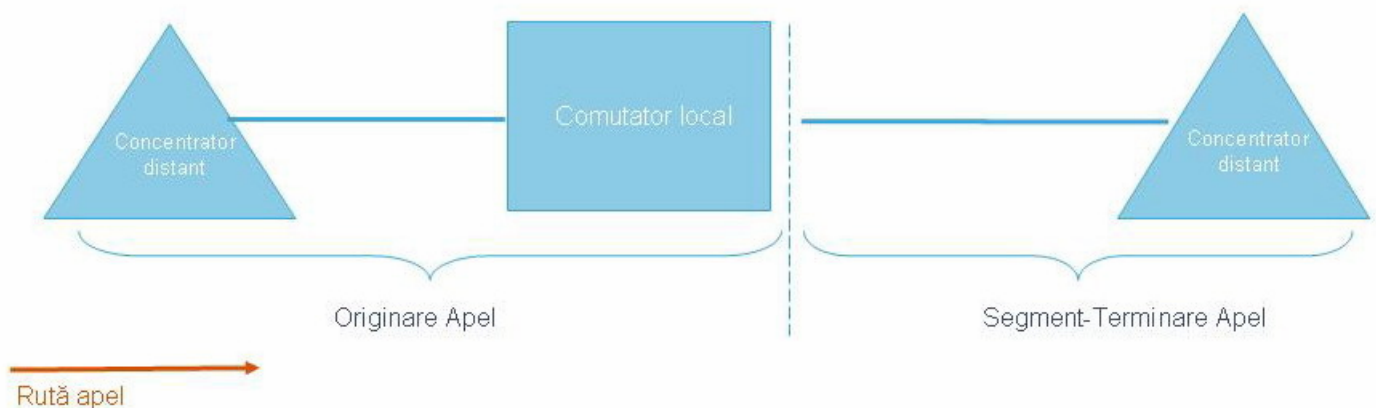 Concentrator
distant
Comutator local
Concentrator
distant
Originare Apel
Segment-Terminare Apel
Rută apel